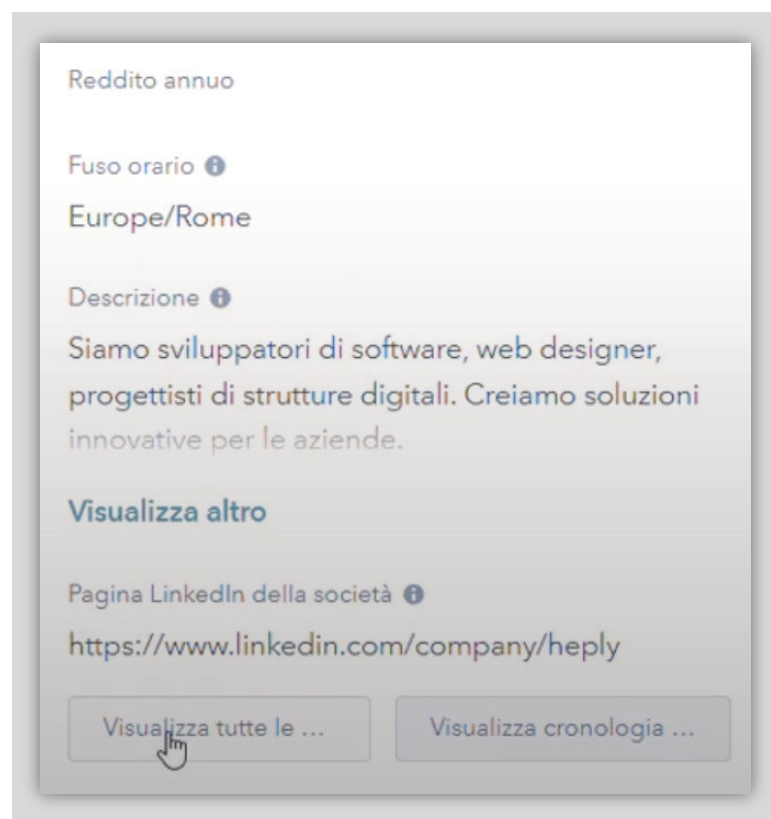 Reddito annuo
Fuso orario
Europe/Rome
Descrizione
Siamo sviluppatori di software, web designer,
progettisti di strutture digitali. Creiamo soluzioni
innovative per le aziende.
Visualizza altro
Pagina LinkedIn della società
https://www.linkedin.com/company/heply
Visualizza tutte le ...
Visualizza cronologia ...